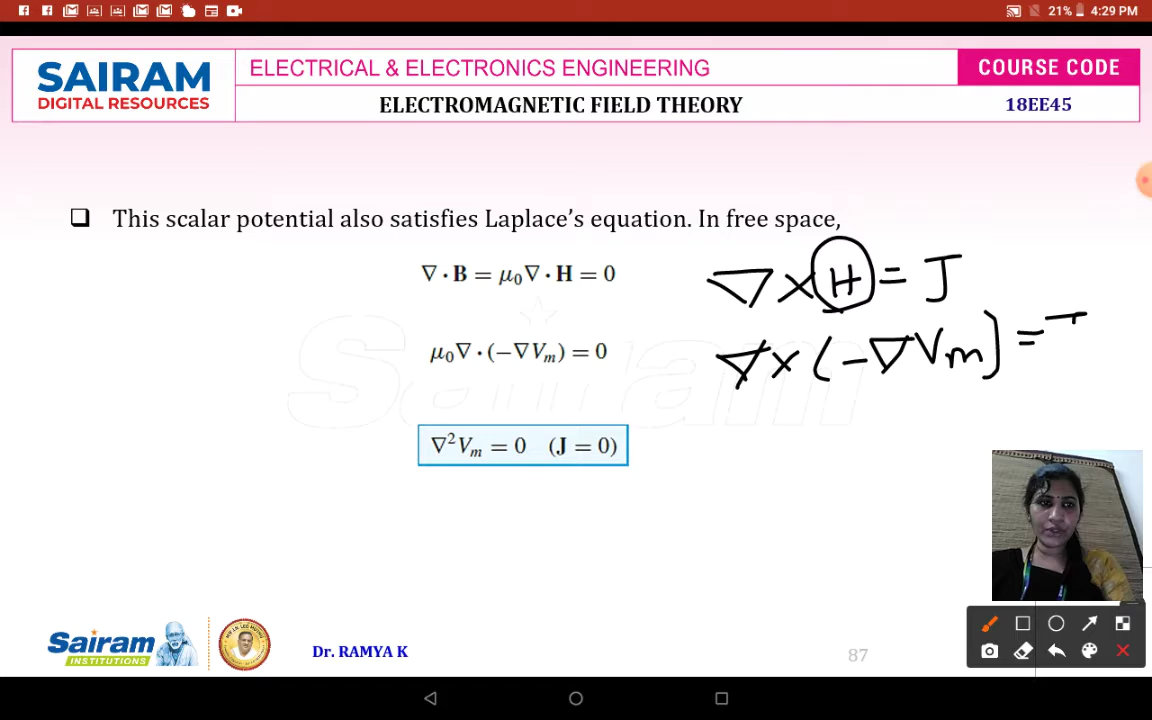 21% 4:29 PM
SAIRAM
DIGITAL RESOURCES
ELECTRICAL & ELECTRONICS ENGINEERING
COURSE CODE
ELECTROMAGNETIC FIELD THEORY
18EE45
This scalar potential also satisfies Laplace's equation. In free space,
∇ · B = μ₀∇ · H = 0
∇ × H = J
μ₀∇ · (−∇Vₘ) = 0
∇ × (−∇Vm) =
Sairam
∇²Vₘ = 0 (J = 0)
Sairam
INSTITUTIONS
Dr. RAMYA K
87